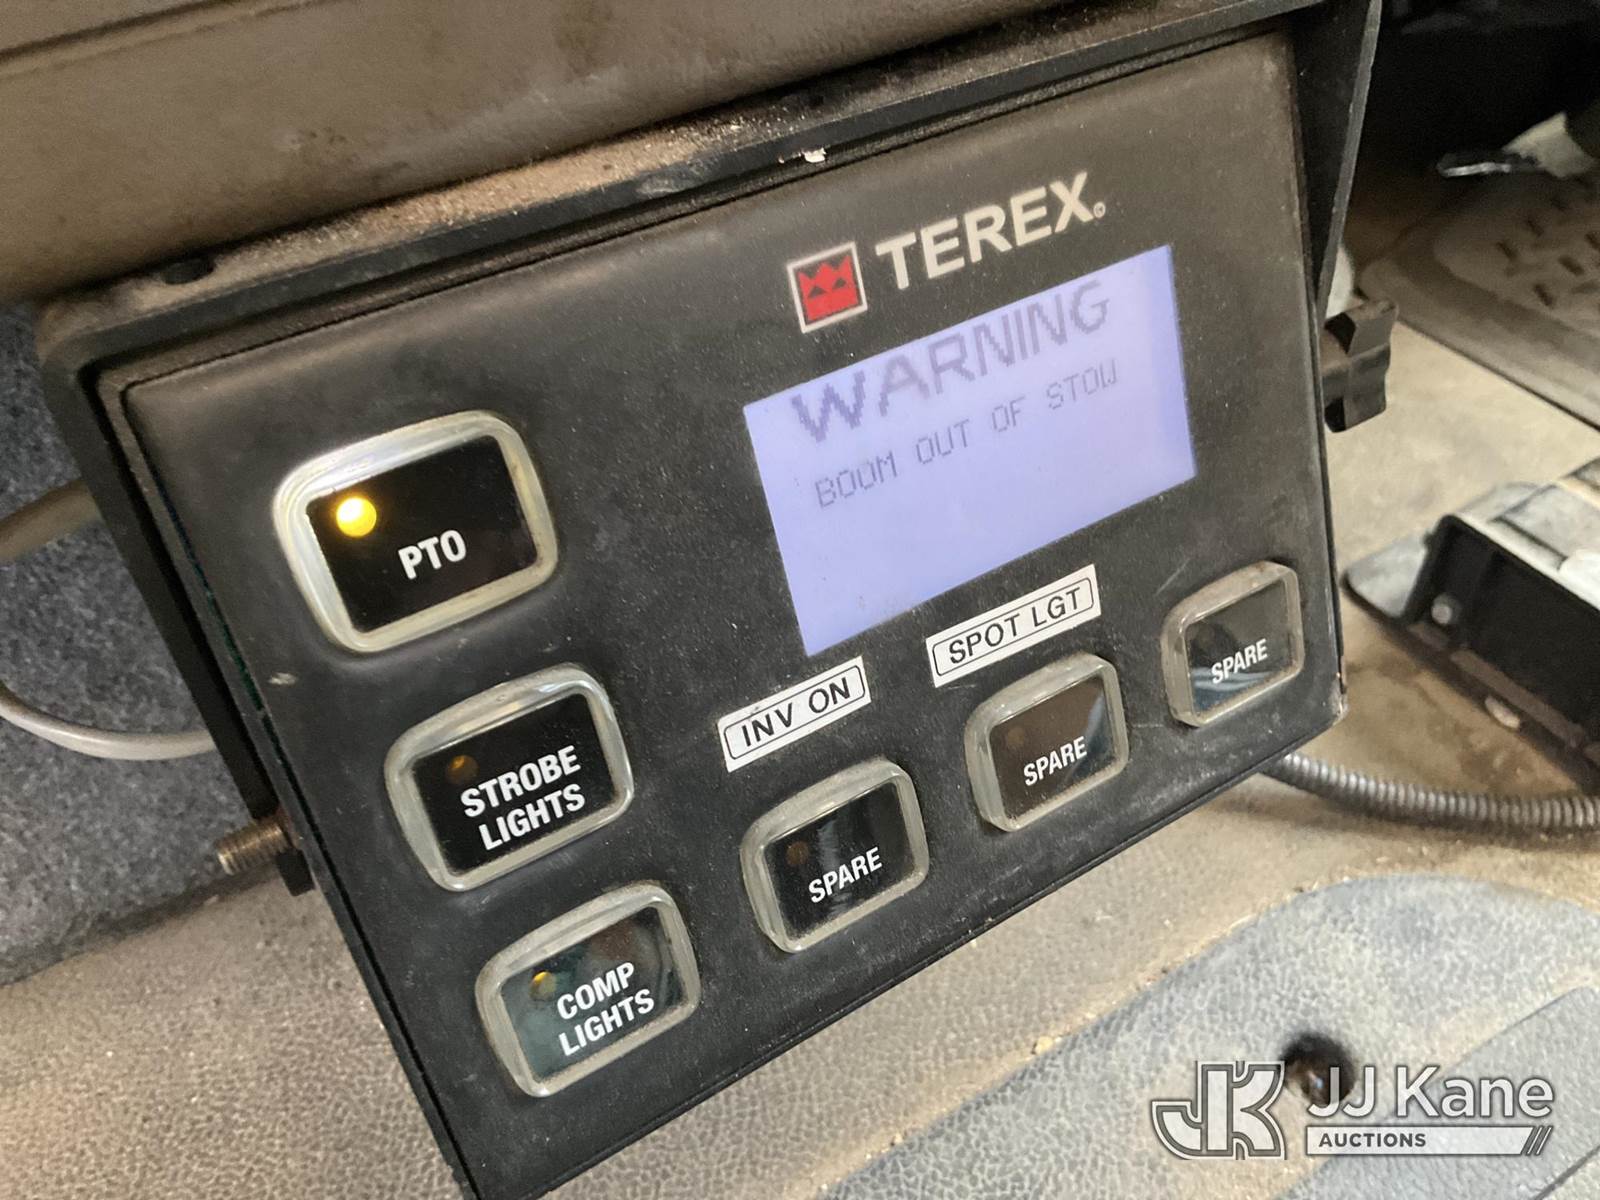 TEREX®
WARNING
BOOM OUT OF STOW
PTO
STROBE
LIGHTS
COMP
LIGHTS
INV ON
SPARE
SPOT LGT
SPARE
SPARE
JK JJ Kane
AUCTIONS